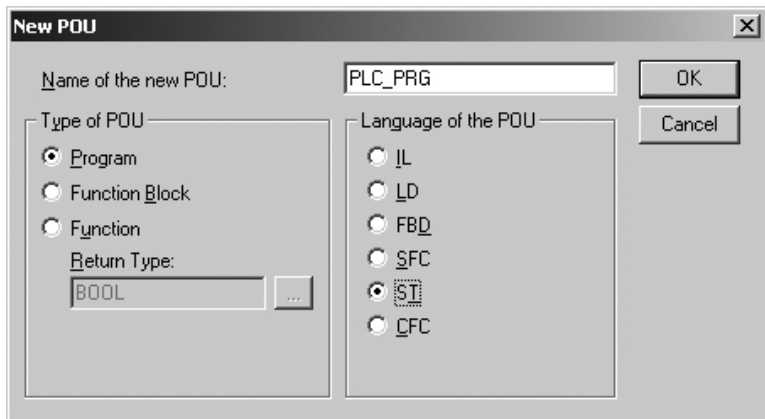 New POU
Name of the new POU:
PLC_PRG
OK
Cancel
Type of POU
Program
Function Block
Function
Return Type:
BOOL
...
Language of the POU
IL
LD
FBD
SFC
ST
CFC